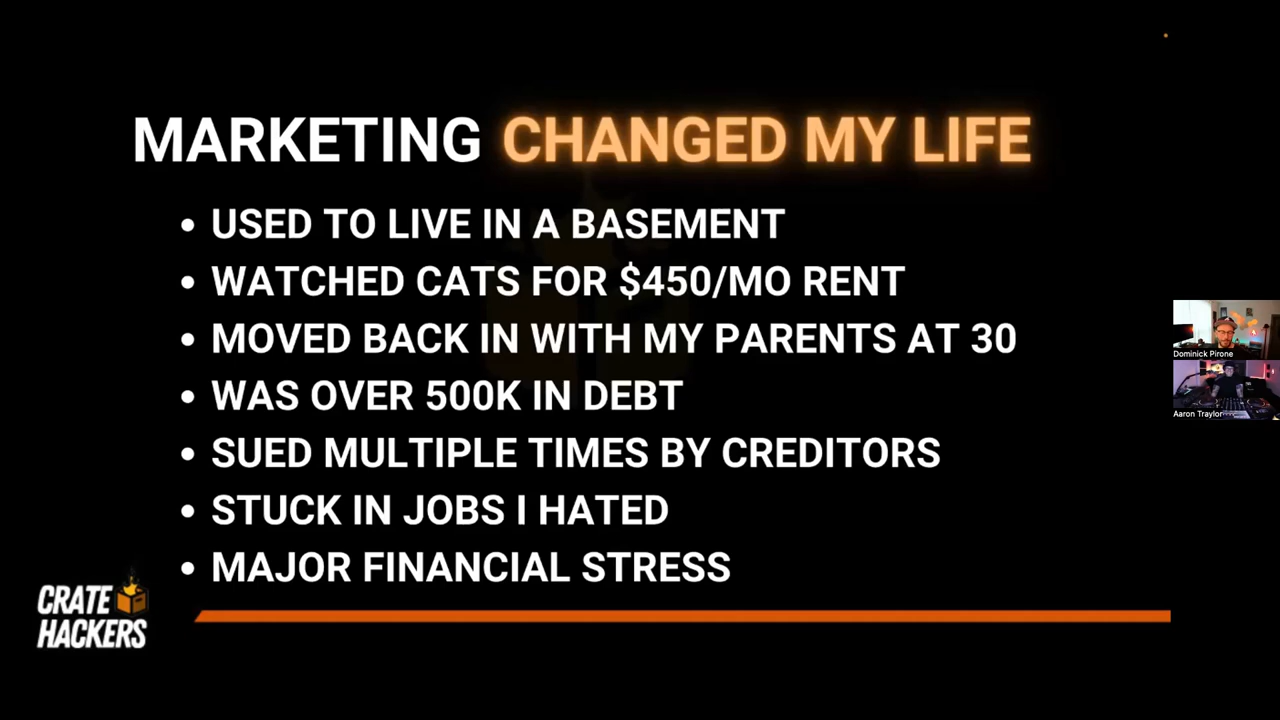 MARKETING CHANGED MY LIFE
• USED TO LIVE IN A BASEMENT
• WATCHED CATS FOR $450/MO RENT
• MOVED BACK IN WITH MY PARENTS AT 30
• WAS OVER 500K IN DEBT
• SUED MULTIPLE TIMES BY CREDITORS
• STUCK IN JOBS I HATED
• MAJOR FINANCIAL STRESS
CRATE
HACKERS
Dominick Pirone
Aaron Traylor